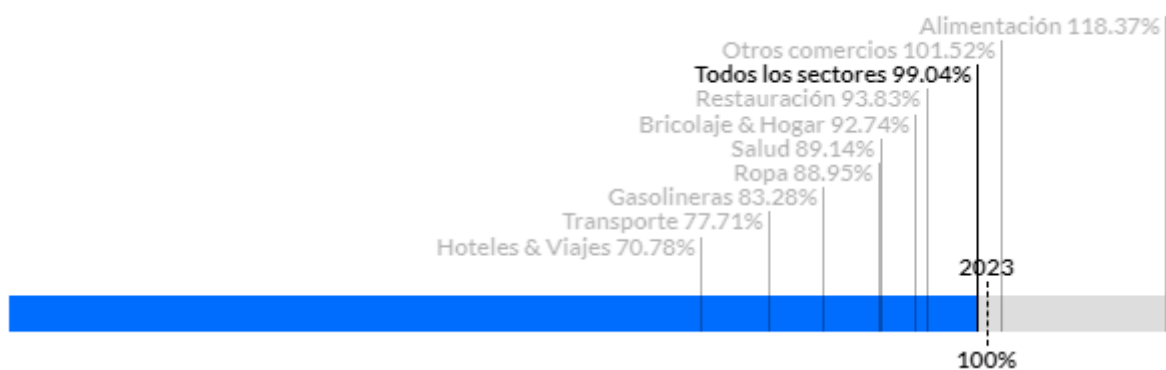 Alimentación 118.37%
Otros comercios 101.52%
Todos los sectores 99.04%
Restauración 93.83%
Bricolaje & Hogar 92.74%
Salud 89.14%
Ropa 88.95%
Gasolineras 83.28%
Transporte 77.71%
Hoteles & Viajes 70.78%
2023
100%